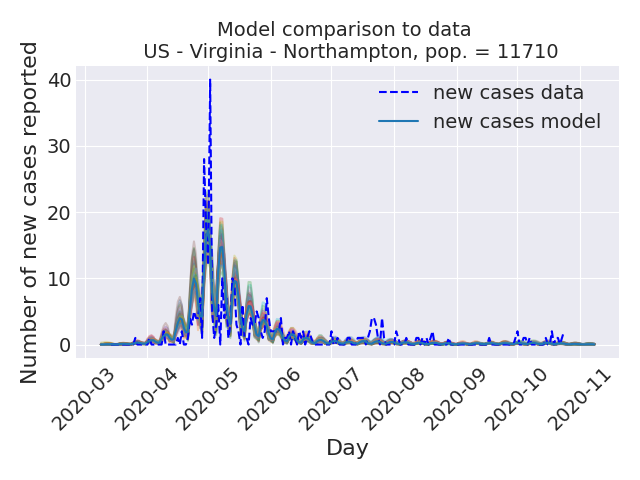 Model comparison to data
US - Virginia - Northampton, pop. = 11710
Number of new cases reported
40
30
20
10
0
new cases data
new cases model
2020-03
2020-04
2020-05
2020-06
2020-07
2020-08
2020-09
2020-10
2020-11
Day